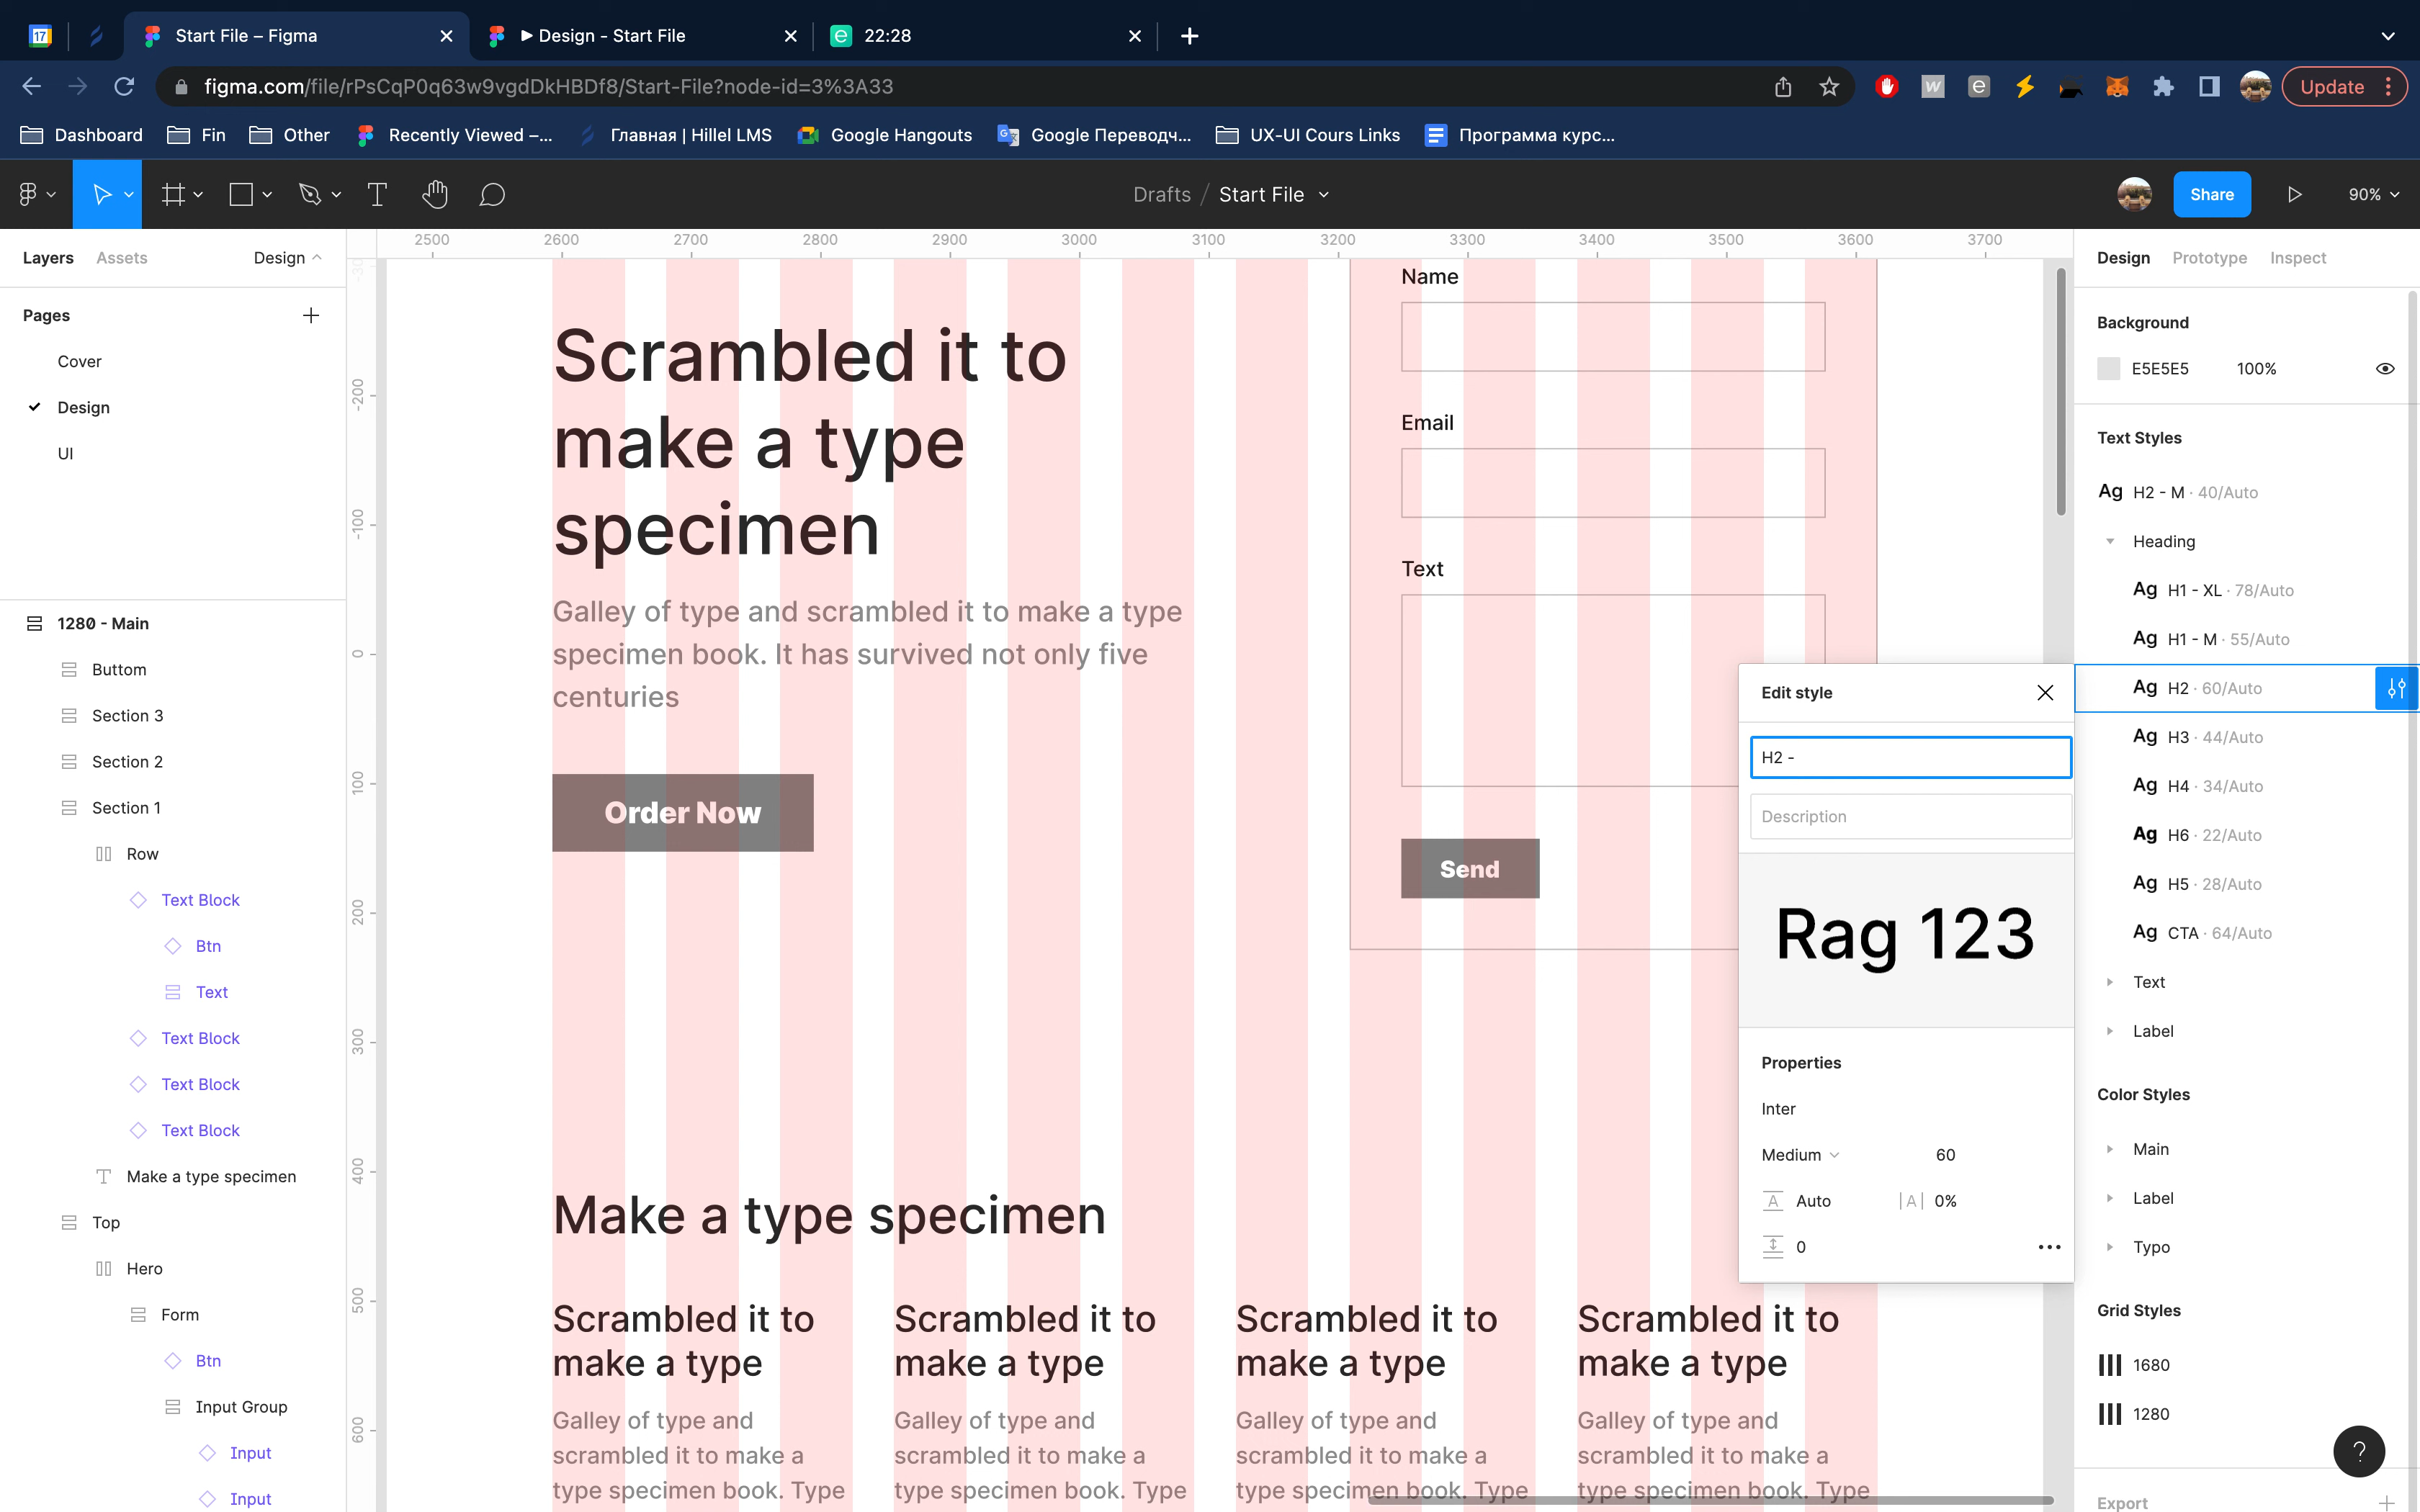 17
Start File – Figma
Design - Start File
e
22:28
figma.com/file/rPsCqP0q63w9vgdDkHBDf8/Start-File?node-id=3%3A33
W
e
Update
Dashboard
Fin
Other
Recently Viewed –...
Главная | Hillel LMS
Google Hangouts
Google Переводч...
UX-UI Cours Links
Программа курс...
Drafts / Start File
Share
90%
Layers
Assets
Design
2500
2600
2700
2800
2900
3000
3100
3200
3300
3400
3500
3600
3700
Design
Prototype
Inspect
Pages
Cover
Design
UI
1280 - Main
Buttom
Section 3
Section 2
Section 1
Row
Text Block
Btn
Text
Text Block
Text Block
Text Block
Make a type specimen
Top
Hero
Form
Btn
Input Group
Input
Input
-200
-100
0
100
200
300
400
500
600
Scrambled it to
make a type
specimen
Galley of type and scrambled it to make a type
specimen book. It has survived not only five
centuries
Order Now
Name
Email
Text
Send
Make a type specimen
Scrambled it to
make a type
Galley of type and
scrambled it to make a
type specimen book. Type
Scrambled it to
make a type
Galley of type and
scrambled it to make a
type specimen book. Type
Scrambled it to
make a type
Galley of type and
scrambled it to make a
type specimen book. Type
Scrambled it to
make a type
Galley of type and
scrambled it to make a
type specimen book. Type
Edit style
H2 -
Description
Rag 123
Properties
Inter
Medium
60
A Auto
|A| 0%
0
Background
E5E5E5
100%
Text Styles
Ag H2 - M · 40/Auto
Heading
Ag H1 - XL · 78/Auto
Ag H1 - M · 55/Auto
Ag H2 · 60/Auto
Ag H3 · 44/Auto
Ag H4 · 34/Auto
Ag H6 · 22/Auto
Ag H5 · 28/Auto
Ag CTA · 64/Auto
Text
Label
Color Styles
Main
Label
Typo
Grid Styles
1680
1280
?
Export